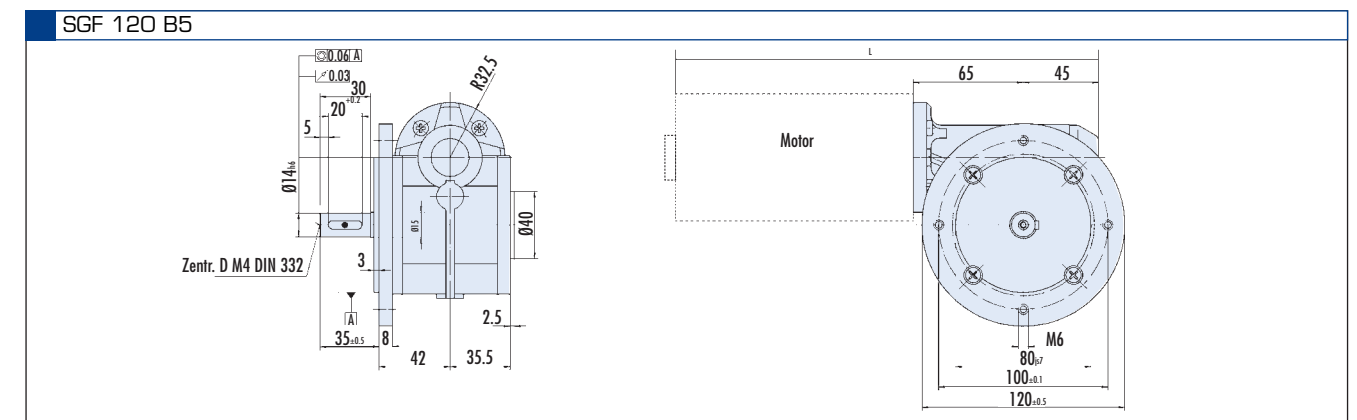 SGF 120 B5
0.06 A
0.03
30
20+0.2
5
Ø14h6
Zentr. D M4 DIN 332
3
A
35±0.5
8
42
35.5
2.5
Ø15
Ø40
R32.5
L
65
45
Motor
M6
80js7
100±0.1
120±0.5